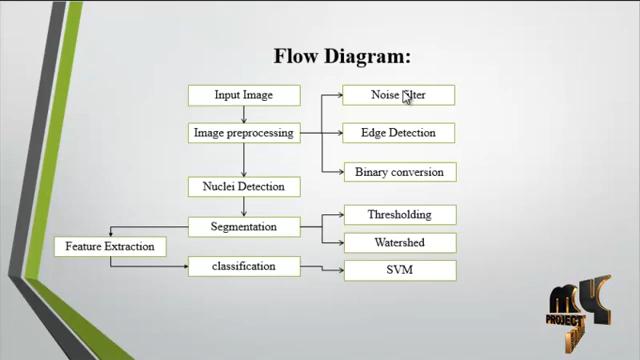 Flow Diagram:
Input Image
Noise filter
Image preprocessing
Edge Detection
Binary conversion
Nuclei Detection
Segmentation
Thresholding
Watershed
Feature Extraction
classification
SVM
MY
PROJECT